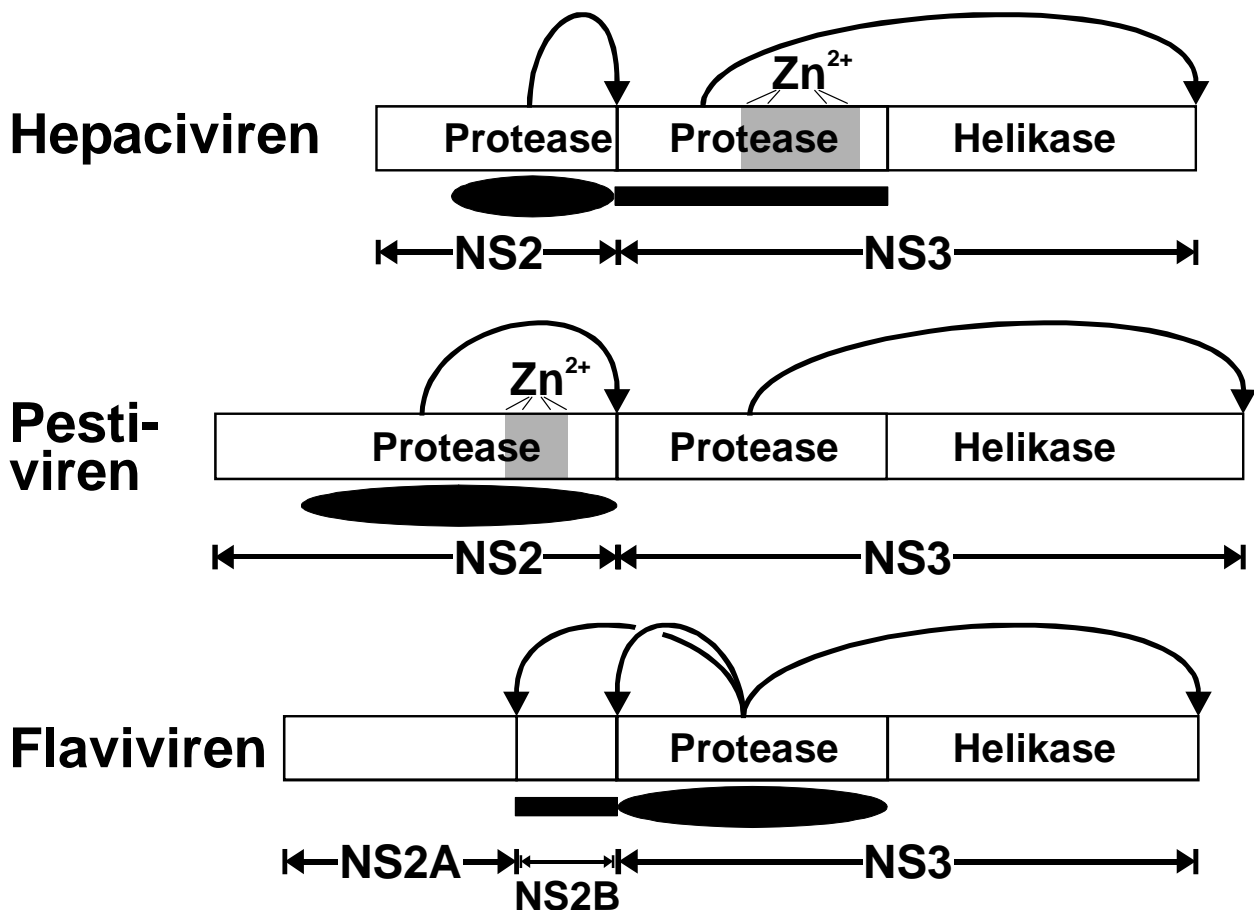 Zn2+
Hepaciviren
Protease
Protease
Helikase
NS2
NS3
Zn2+
Pesti-
viren
Protease
Protease
Helikase
NS2
NS3
Flaviviren
Protease
Helikase
NS2A
NS2B
NS3